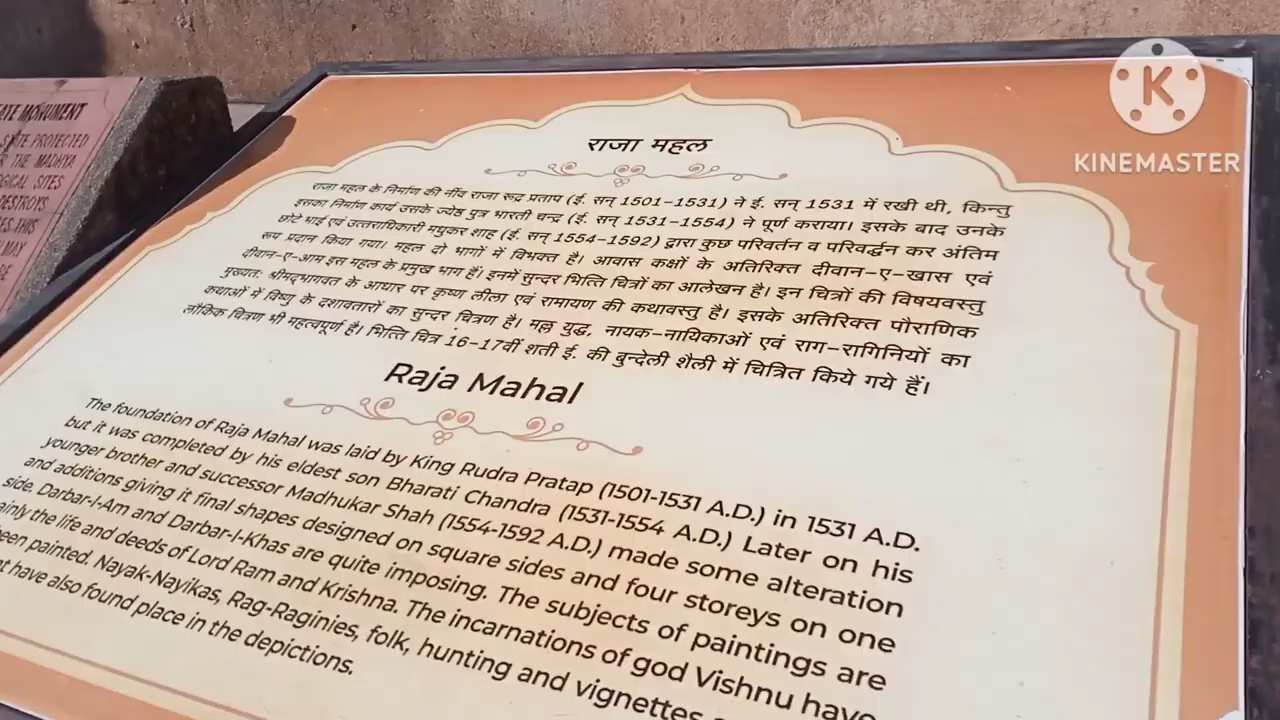 ATE MONUMENT
STATE PROTECTED
THE MADHYA
GICAL SITES
DESTROYS
THIS
MAY
K
KINEMASTER
राजा महल
राजा महल के निर्माण की नींव राजा रूद्र प्रताप (ई. सन् 1501-1531) ने ई. सन् 1531 में रखी थी, किन्तु
इसका निर्माण कार्य उसके ज्येष्ठ पुत्र भारती चन्द्र (ई. सन् 1531-1554) ने पूर्ण कराया। इसके बाद उनके
छोटे भाई एवं उत्तराधिकारी मधुकर शाह (ई. सन् 1554-1592) द्वारा कुछ परिवर्तन व परिवर्द्धन कर अंतिम
रूप प्रदान किया गया। महल दो भागों में विभक्त है। आवास कक्षों के अतिरिक्त दीवान-ए-खास एवं
दीवान-ए-आम इस महल के प्रमुख भाग हैं। इनमें सुन्दर भित्ति चित्रों का आलेखन है। इन चित्रों की विषयवस्तु
मुख्यतः श्रीमद्भागवत के आधार पर कृष्ण लीला एवं रामायण की कथावस्तु है। इसके अतिरिक्त पौराणिक
कथाओं में विष्णु के दशावतारों का सुन्दर चित्रण है। मल्ल युद्ध, नायक-नायिकाओं एवं राग-रागिनियों का
लौकिक चित्रण भी महत्वपूर्ण है। भित्ति चित्र 16-17वीं शती ई. की बुन्देली शैली में चित्रित किये गये हैं।
Raja Mahal
The foundation of Raja Mahal was laid by King Rudra Pratap (1501-1531 A.D.) in 1531 A.D.
but it was completed by his eldest son Bharati Chandra (1531-1554 A.D.) Later on his
younger brother and successor Madhukar Shah (1554-1592 A.D.) made some alteration
and additions giving it final shapes designed on square sides and four storeys on one
side. Darbar-I-Am and Darbar-I-Khas are quite imposing. The subjects of paintings are
ainly the life and deeds of Lord Ram and Krishna. The incarnations of god Vishnu have
een painted. Nayak-Nayikas, Rag-Raginies, folk, hunting and vignettes
t have also found place in the depictions.